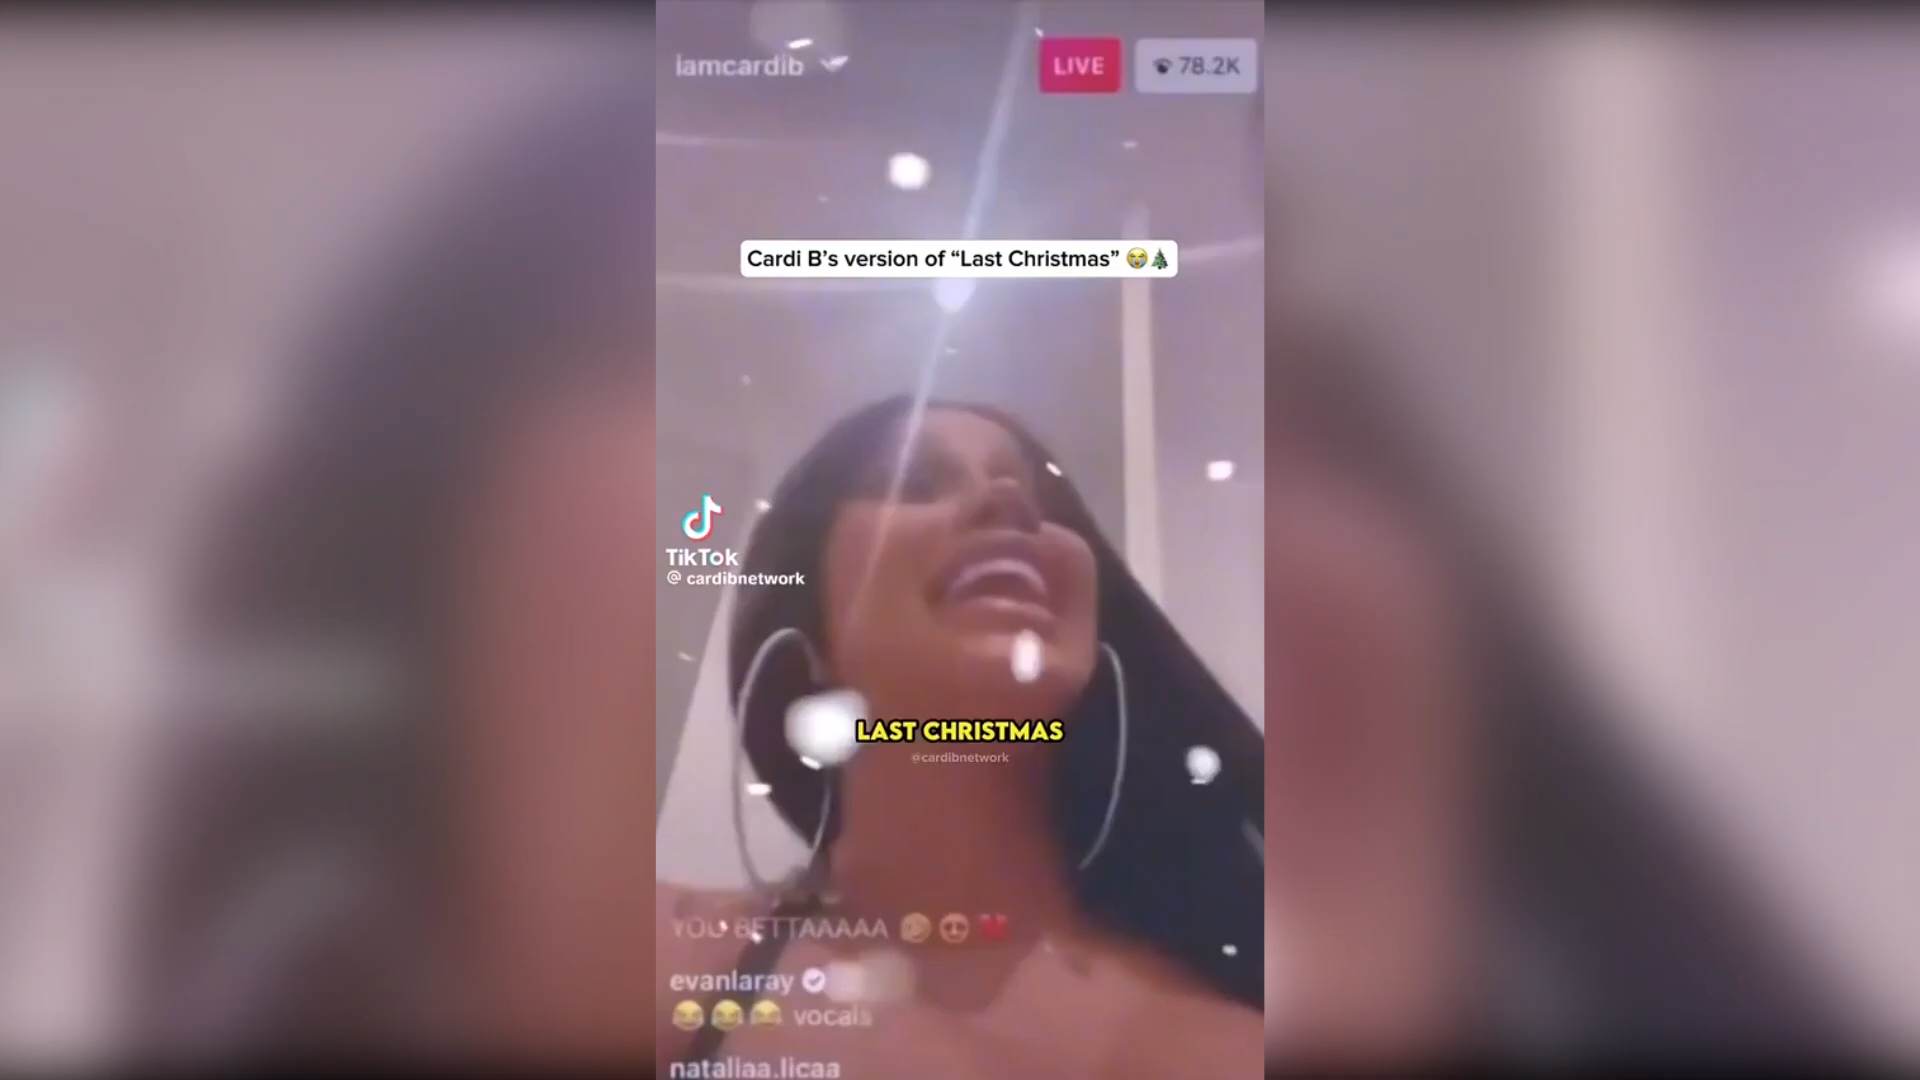 iamcardib
LIVE
78.2K
Cardi B’s version of “Last Christmas” 😭🎄
TikTok
@ cardibnetwork
LAST CHRISTMAS
@cardibnetwork
YOU BETTAAAAA
evanlaray
😂😂😂 vocals
nataliaa.licaa